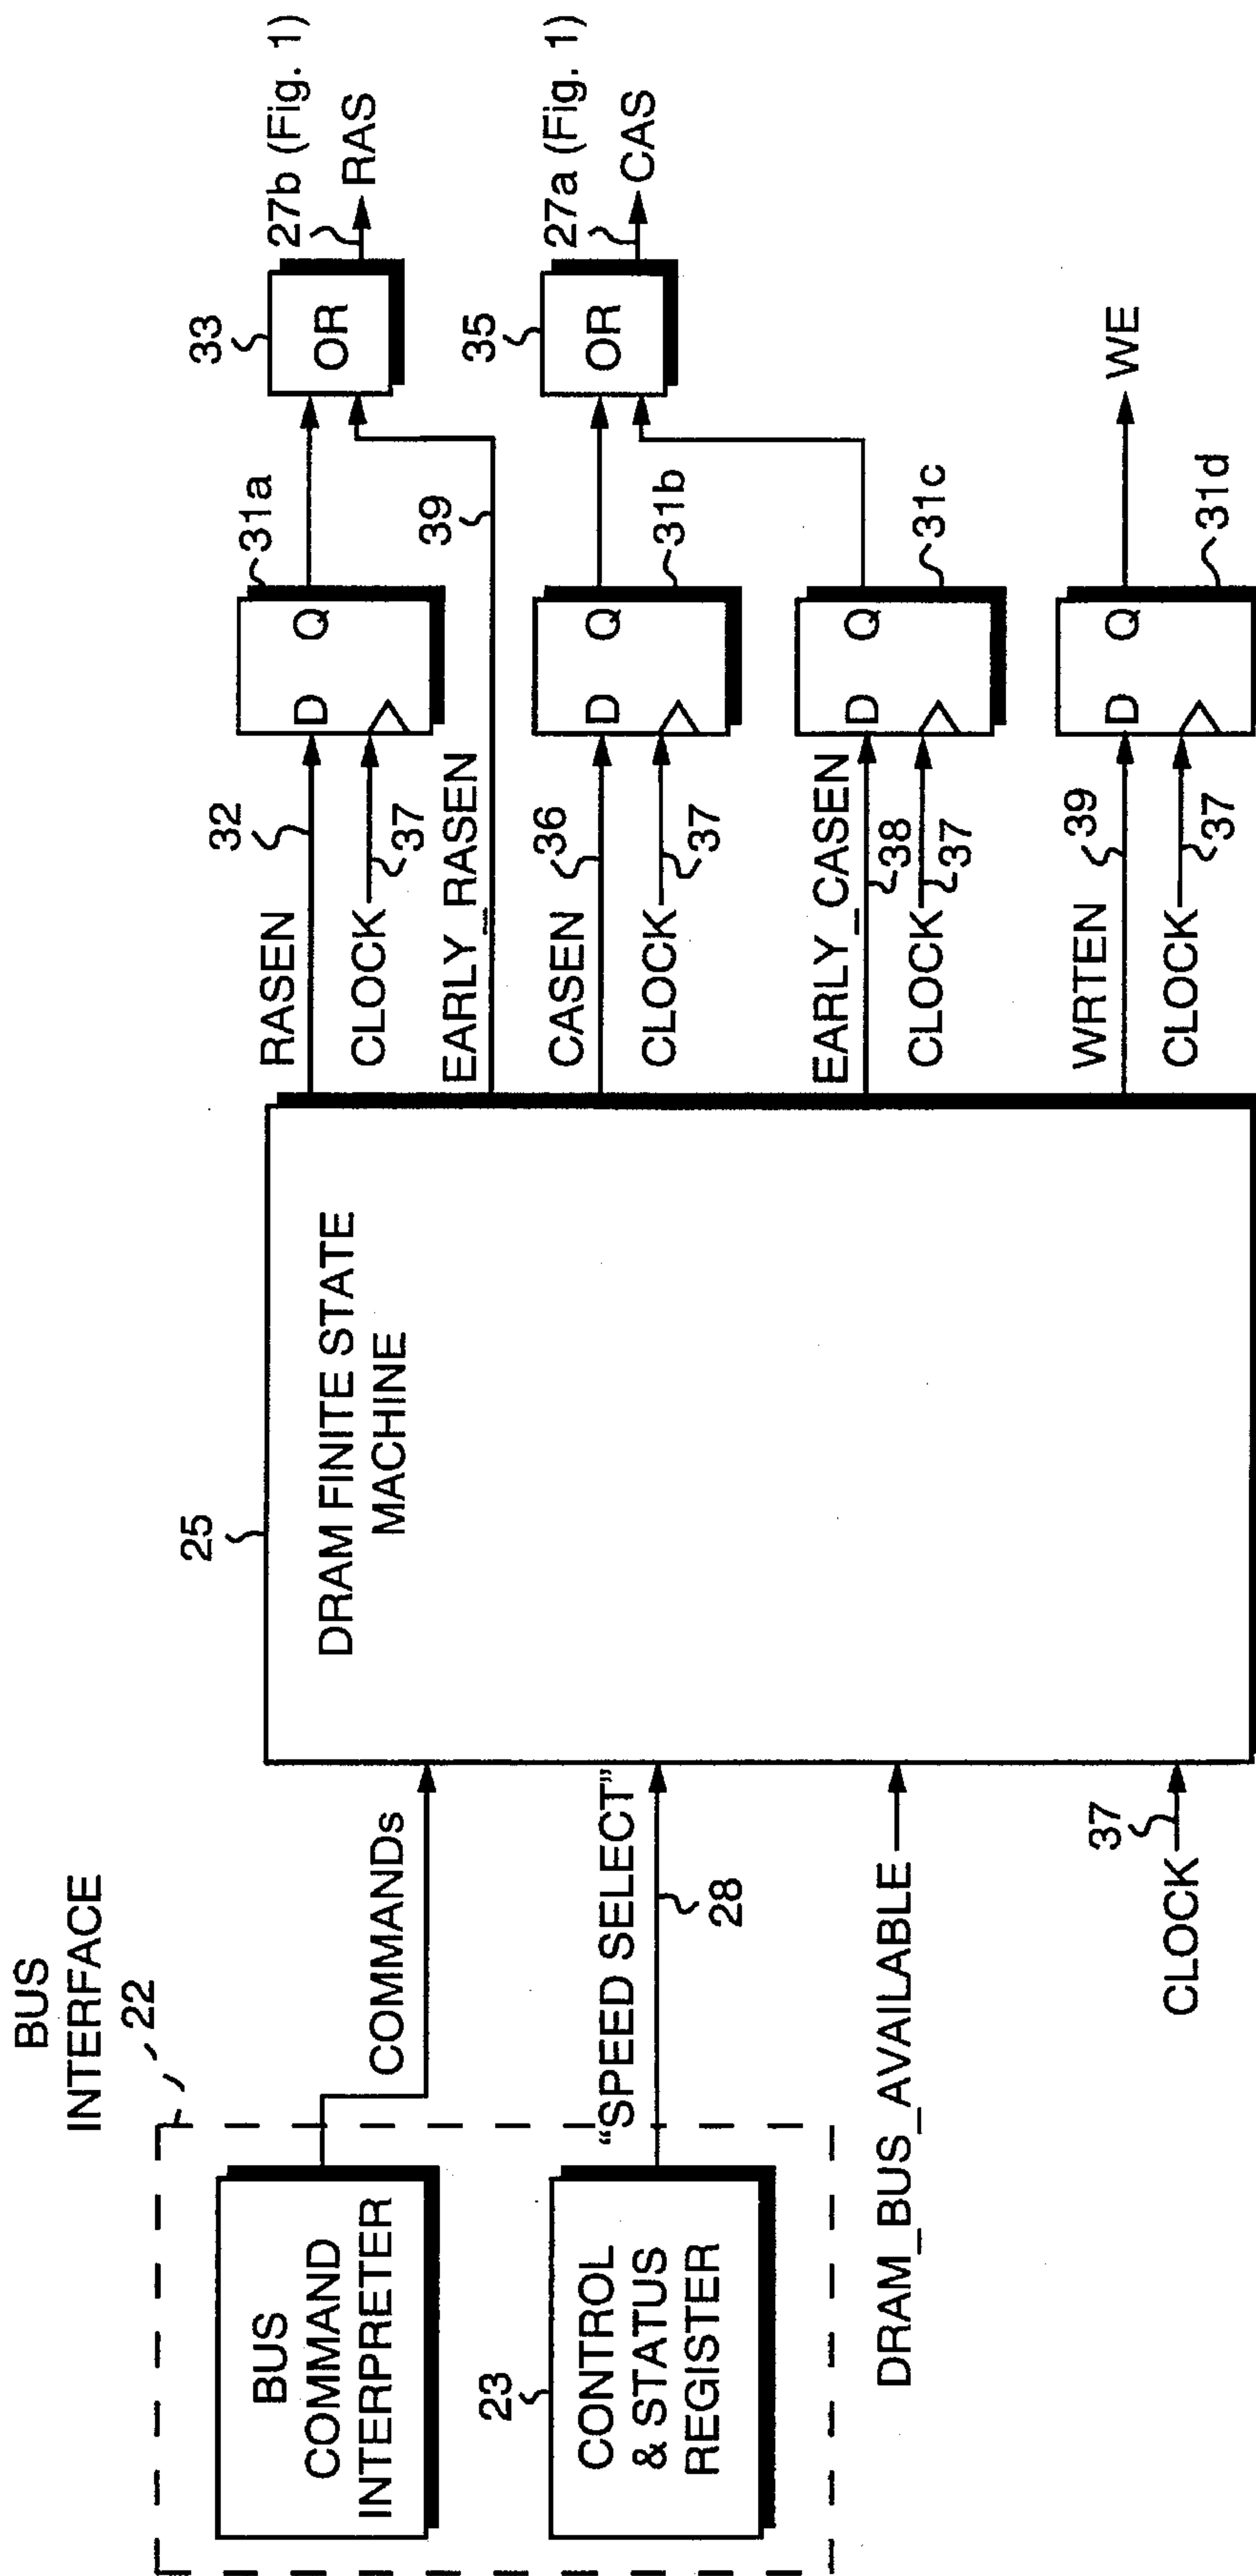 BUS
INTERFACE
22
BUS
COMMAND
INTERPRETER
COMMANDs
23
CONTROL
& STATUS
REGISTER
“SPEED SELECT”
28
DRAM_BUS_AVAILABLE
CLOCK
37
25
DRAM FINITE STATE
MACHINE
RASEN
32
CLOCK
37
D Q
31a
33
OR
27b (Fig. 1)
RAS
EARLY_RASEN
39
CASEN
36
CLOCK
37
D Q
31b
35
OR
27a (Fig. 1)
CAS
EARLY_CASEN
38
CLOCK
37
D Q
31c
WRTEN
39
CLOCK
37
D Q
31d
WE